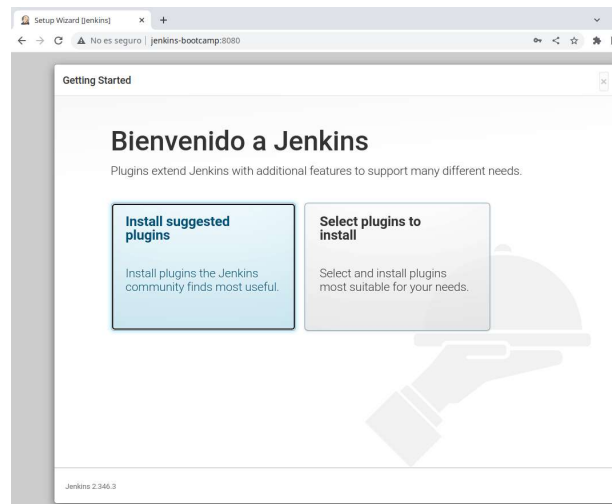 Setup Wizard [Jenkins]
No es seguro | jenkins-bootcamp:8080
Getting Started
Bienvenido a Jenkins
Plugins extend Jenkins with additional features to support many different needs.
Install suggested
plugins
Install plugins the Jenkins
community finds most useful.
Select plugins to
install
Select and install plugins
most suitable for your needs.
Jenkins 2.346.3